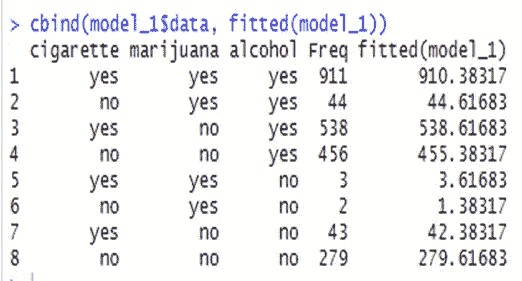 > cbind(model_1$data, fitted(model_1))
cigarette marijuana alcohol Freq fitted(model_1)
1 yes yes yes 911 910.38317
2 no yes yes 44 44.61683
3 yes no yes 538 538.61683
4 no no yes 456 455.38317
5 yes yes no 3 3.61683
6 no yes no 2 1.38317
7 yes no no 43 42.38317
8 no no no 279 279.61683